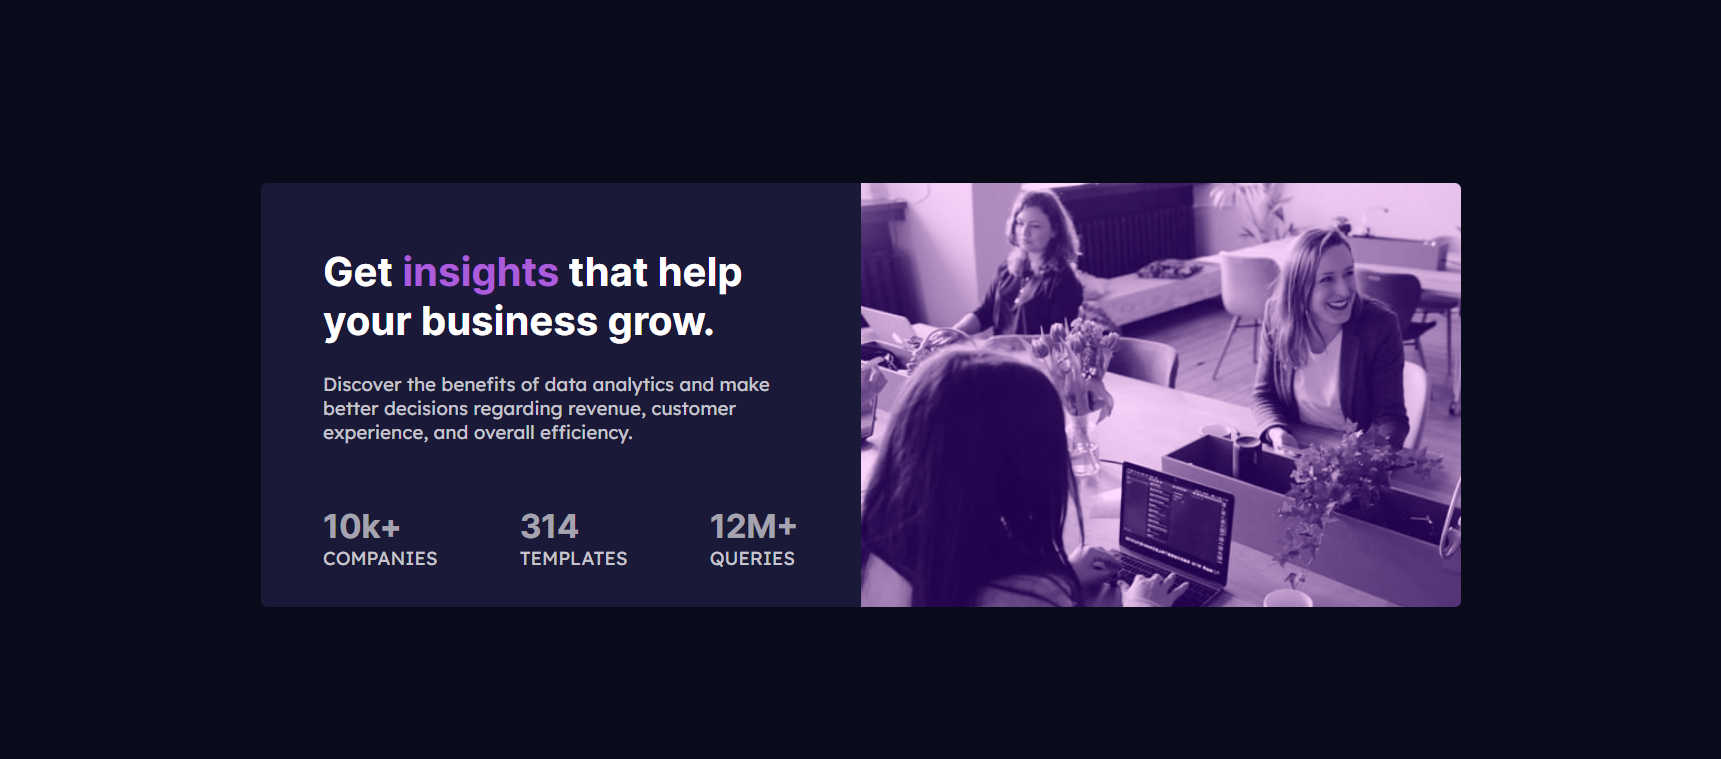 Get insights that help
your business grow.
Discover the benefits of data analytics and make
better decisions regarding revenue, customer
experience, and overall efficiency.
10k+ 314 12M+
COMPANIES TEMPLATES QUERIES